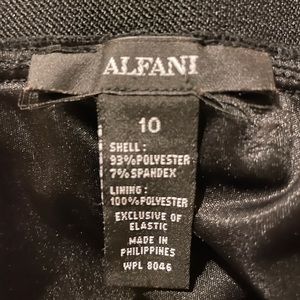 ALFANI
10
SHELL :
93% POLYESTER
7% SPANDEX
LINING :
100% POLYESTER
EXCLUSIVE OF
ELASTIC
MADE IN
PHILIPPINES
WPL 8046